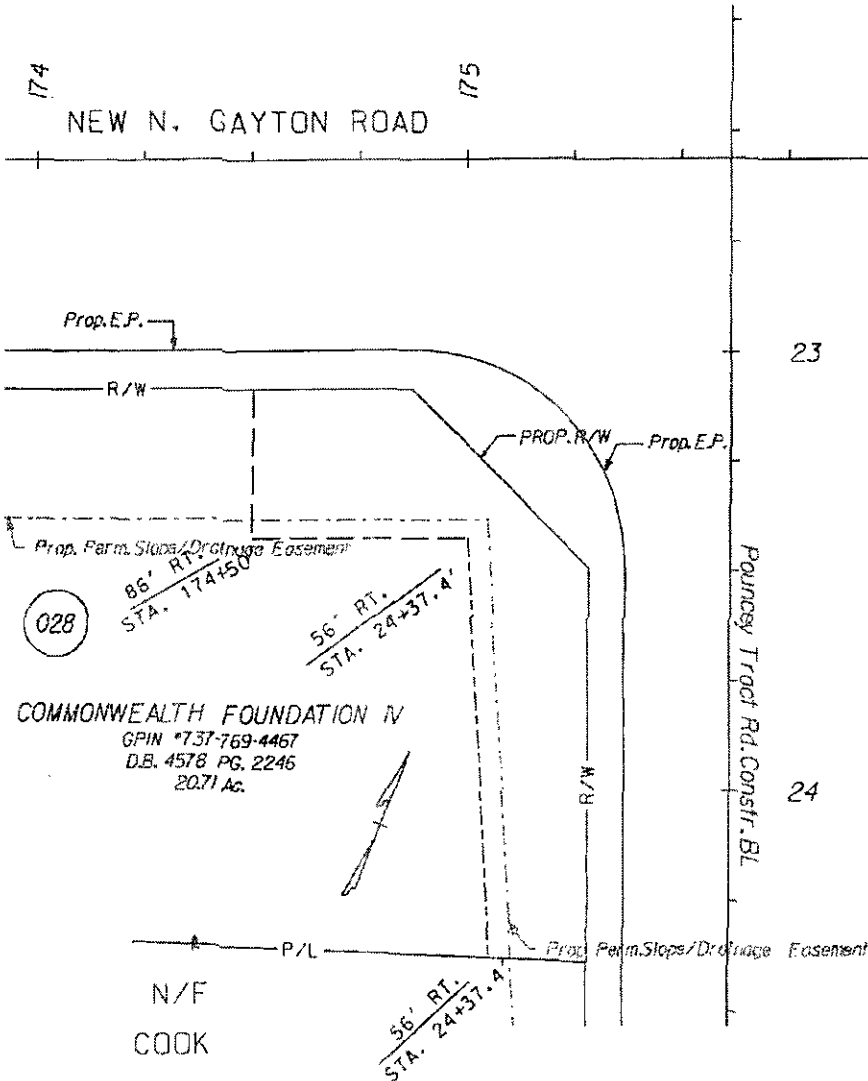 174
175
NEW N. GAYTON ROAD
Prop. E.P.
23
R/W
PROP. R/W
Prop. E.P.
Prop. Perm. Slope/Drainage Easement
86' RT.
STA. 174+50'
56' RT.
STA. 24+37.4'
028
Pouncey Tract Rd. Constr. BL
COMMONWEALTH FOUNDATION IV
GPIN #737-769-4467
D.B. 4578 PG. 2246
20.71 Ac.
R/W
24
P/L
Prop. Perm. Slope/Drainage Easement
N/F
COOK
56' RT.
STA. 24+37.4'